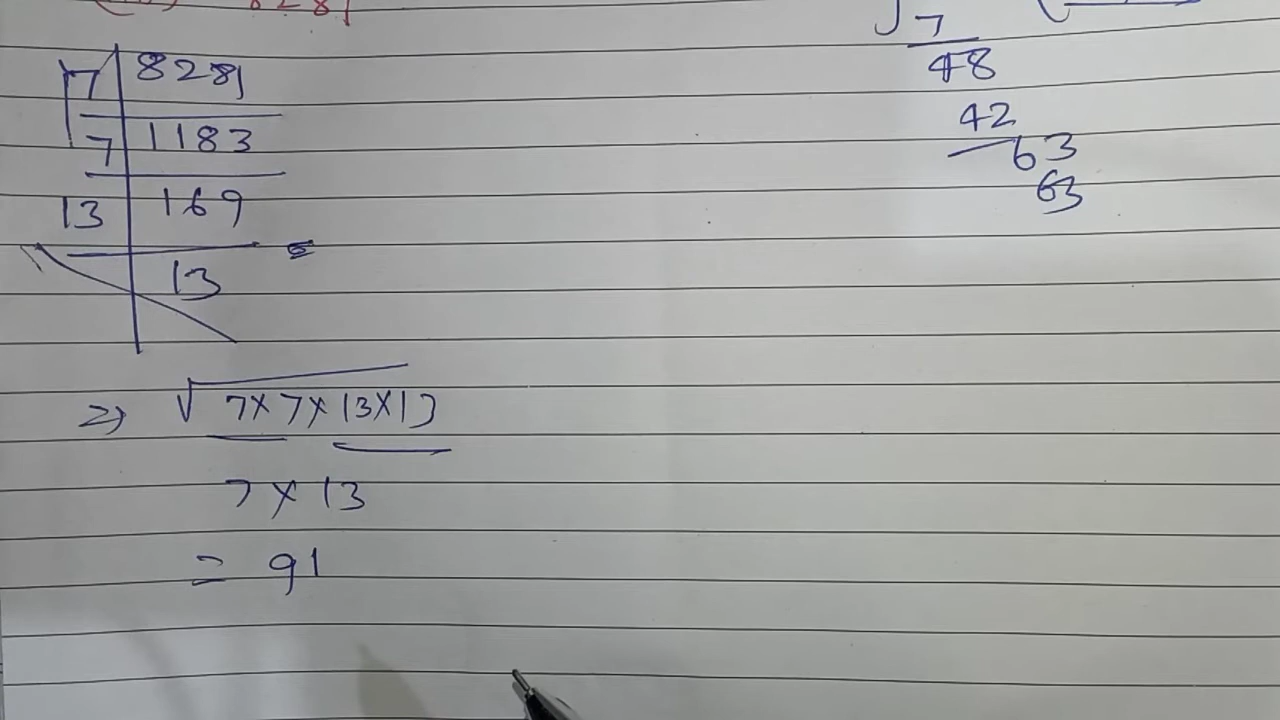 8281
7 | 8281
7 | 1183
13 | 169
13
=> √7×7×13×13
7 × 13
= 91
7
48
42
63
63